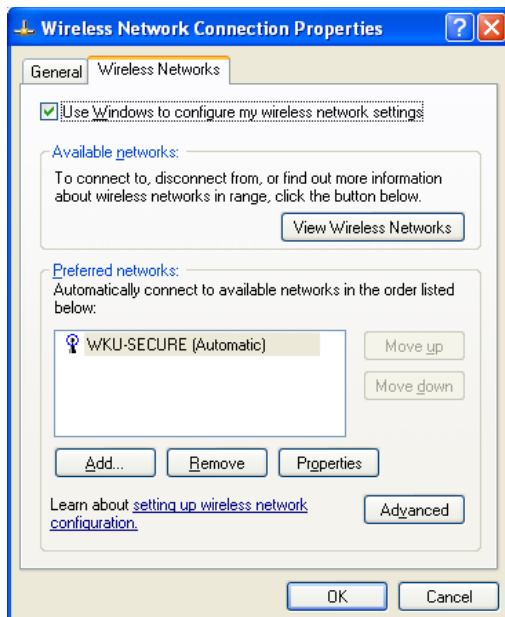 Wireless Network Connection Properties
General
Wireless Networks
Use Windows to configure my wireless network settings
Available networks:
To connect to, disconnect from, or find out more information
about wireless networks in range, click the button below.
View Wireless Networks
Preferred networks:
Automatically connect to available networks in the order listed
below:
WKU-SECURE (Automatic)
Move up
Move down
Add...
Remove
Properties
Learn about setting up wireless network
configuration.
Advanced
OK
Cancel